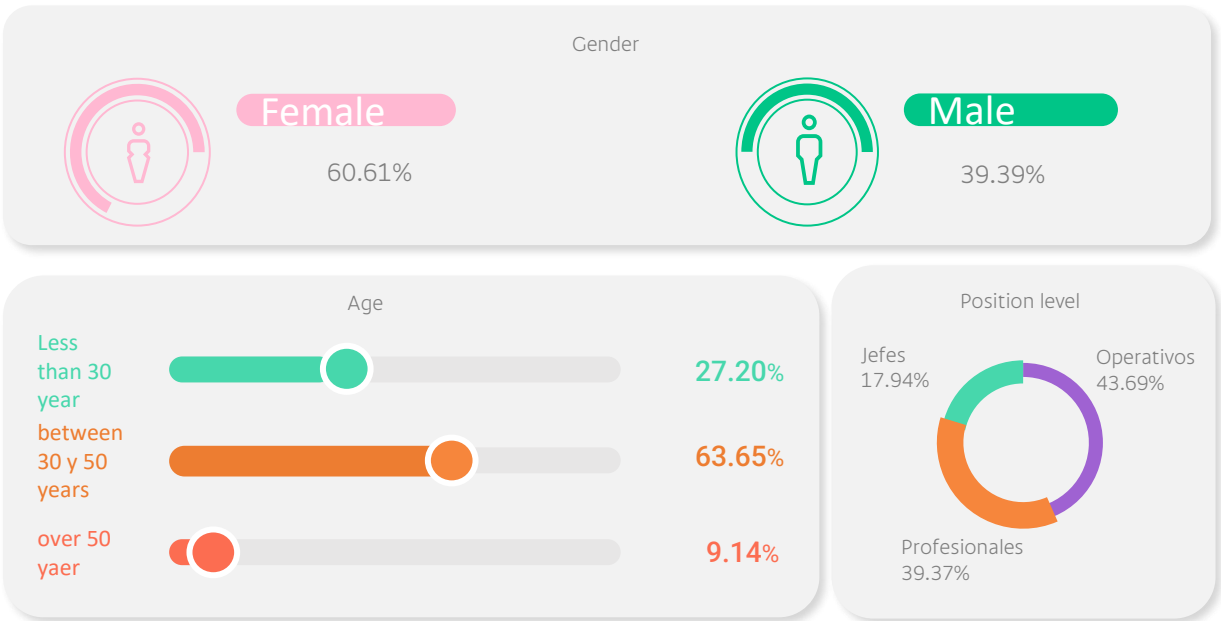 Gender
Female
60.61%
Male
39.39%
Age
Less
than 30
year
27.20%
between
30 y 50
years
63.65%
over 50
yaer
9.14%
Position level
Jefes
17.94%
Operativos
43.69%
Profesionales
39.37%